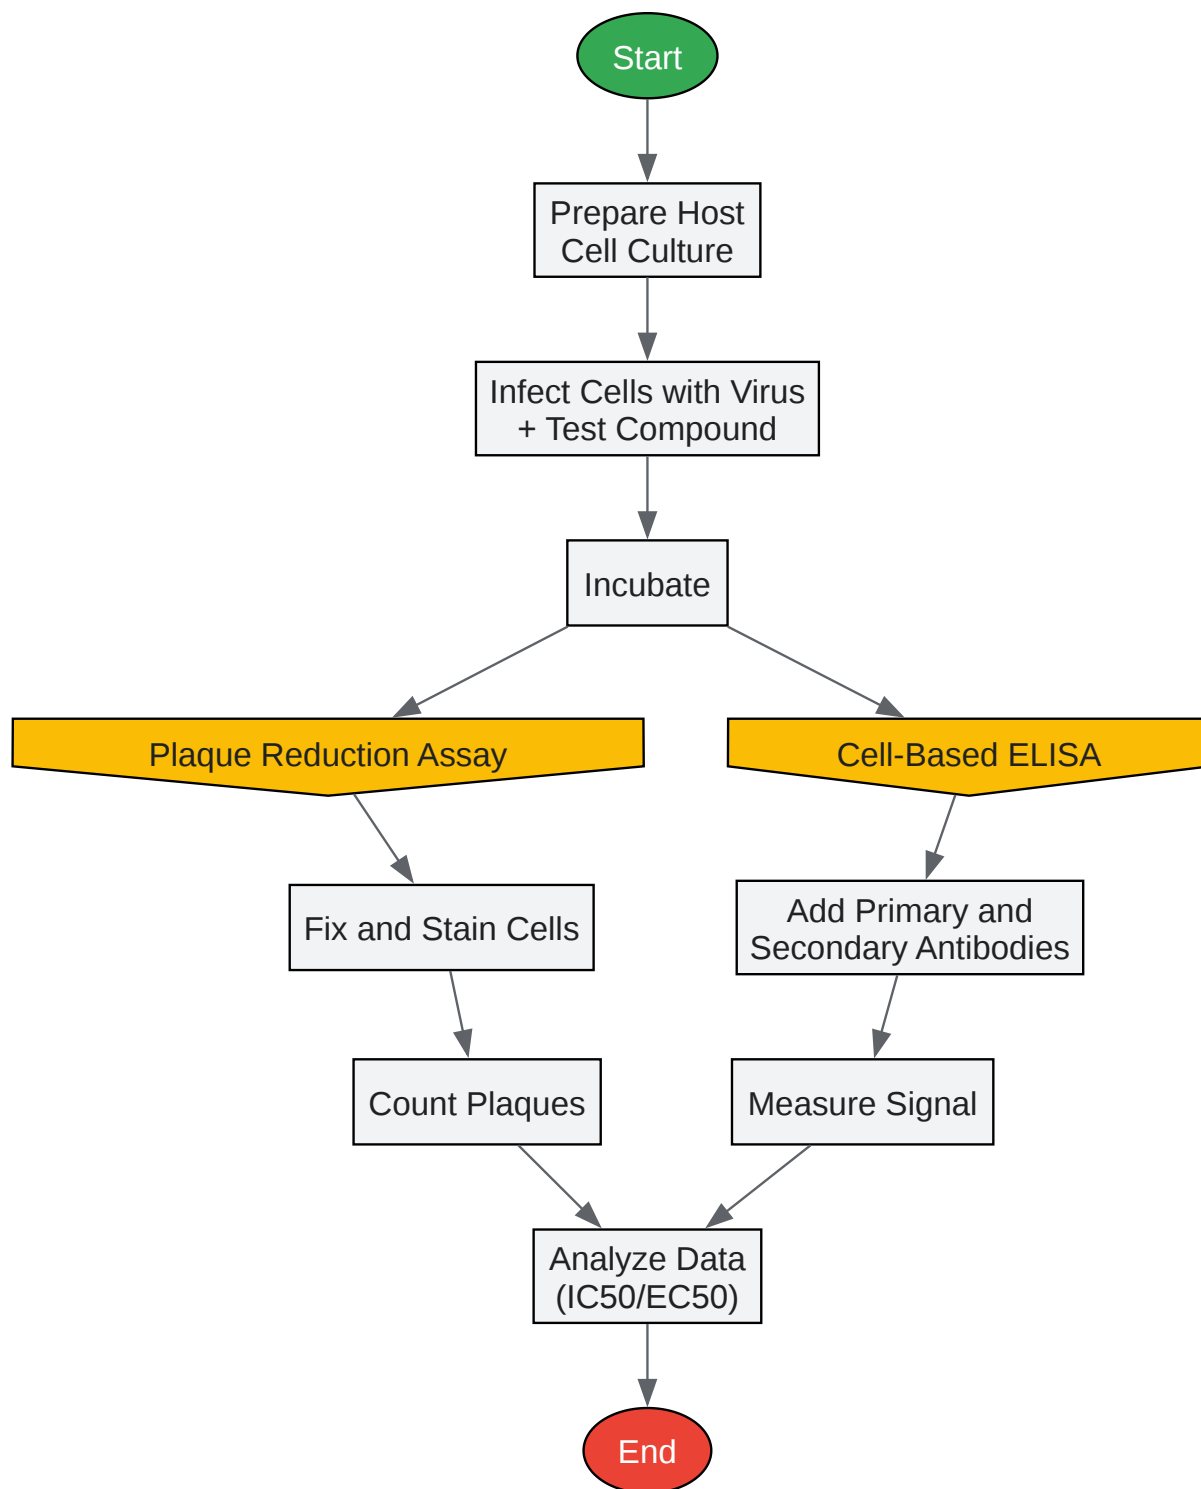 Start
Prepare Host
Cell Culture
Infect Cells with Virus
+ Test Compound
Incubate
Plaque Reduction Assay
Cell-Based ELISA
Fix and Stain Cells
Add Primary and
Secondary Antibodies
Count Plaques
Measure Signal
Analyze Data
(IC50/EC50)
End